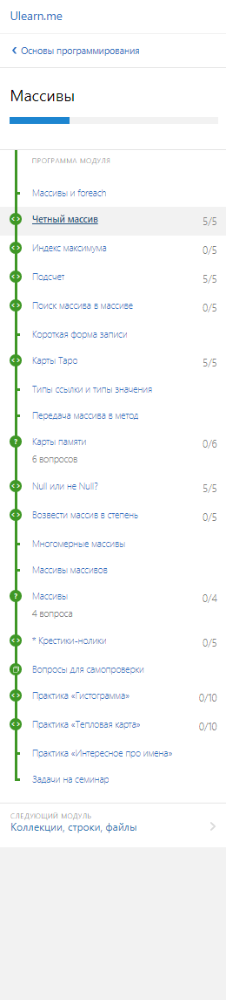 Ulearn.me
Основы программирования
Массивы
ПРОГРАММА МОДУЛЯ
Массивы и foreach
Четный массив 5/5
Индекс максимума 0/5
Подсчет 5/5
Поиск массива в массиве 0/5
Короткая форма записи
Карты Таро 5/5
Типы ссылки и типы значения
Передача массива в метод
Карты памяти 0/6
6 вопросов
Null или не Null? 5/5
Возвести массив в степень 0/5
Многомерные массивы
Массивы массивов
Массивы 0/4
4 вопроса
* Крестики-нолики 0/5
Вопросы для самопроверки
Практика «Гистограмма» 0/10
Практика «Тепловая карта» 0/10
Практика «Интересное про имена»
Задачи на семинар
СЛЕДУЮЩИЙ МОДУЛЬ
Коллекции, строки, файлы